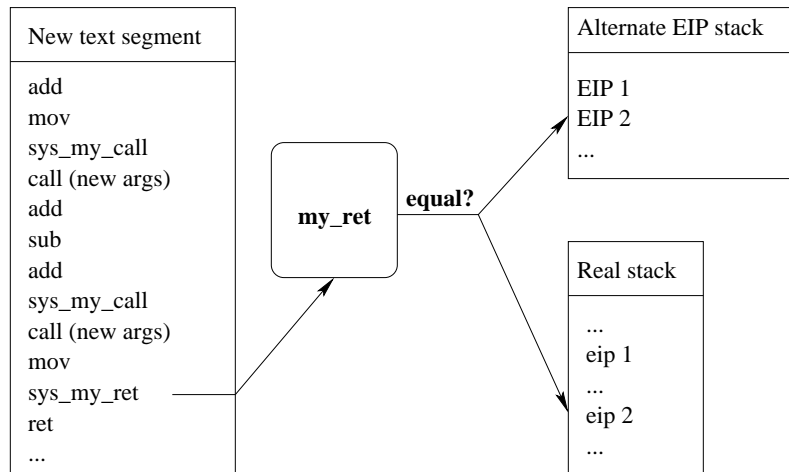 New text segment
add
mov
sys_my_call
call (new args)
add
sub
add
sys_my_call
call (new args)
mov
sys_my_ret
ret
...
my_ret
equal?
Alternate EIP stack
EIP 1
EIP 2
...
Real stack
...
eip 1
...
eip 2
...